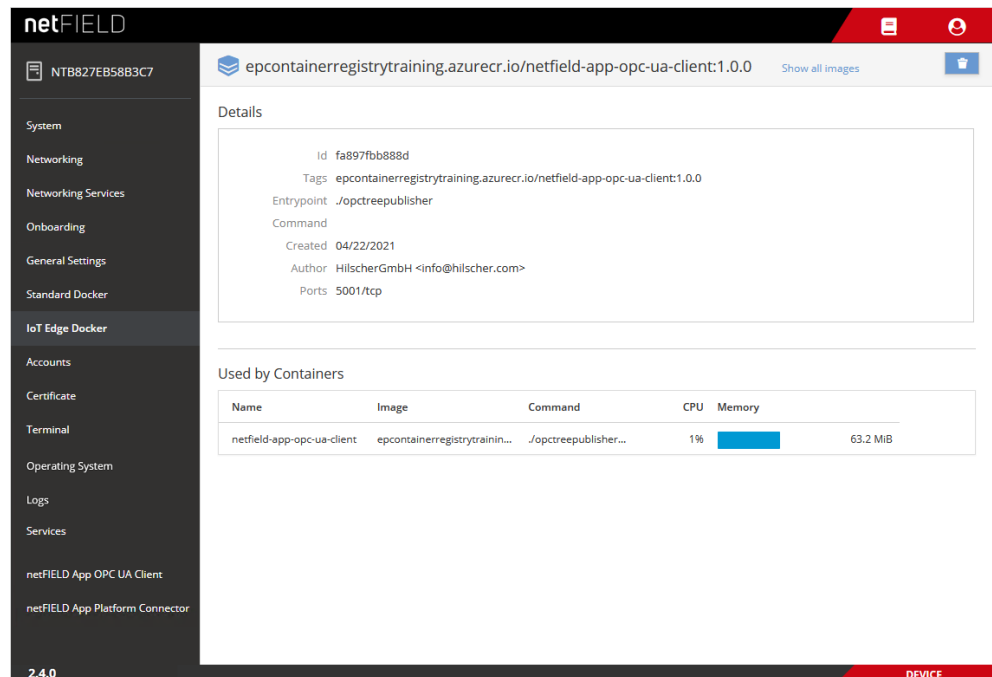 netFIELD
NTB827EB58B3C7
System
Networking
Networking Services
Onboarding
General Settings
Standard Docker
IoT Edge Docker
Accounts
Certificate
Terminal
Operating System
Logs
Services
netFIELD App OPC UA Client
netFIELD App Platform Connector
2.4.0
epcontainerregistrytraining.azurecr.io/netfield-app-opc-ua-client:1.0.0 Show all images
Details
Id fa897fbb888d
Tags epcontainerregistrytraining.azurecr.io/netfield-app-opc-ua-client:1.0.0
Entrypoint ./opctreepublisher
Command
Created 04/22/2021
Author HilscherGmbH <info@hilscher.com>
Ports 5001/tcp
Used by Containers
Name Image Command CPU Memory
netfield-app-opc-ua-client epcontainerregistrytrainin... ./opctreepublisher... 1% 63.2 MiB
DEVICE